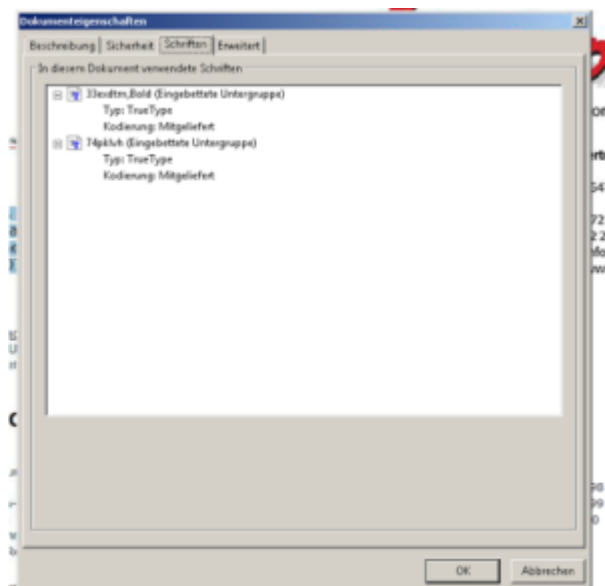 Dokumenteigenschaften
Beschreibung Sicherheit Schriften Erweitert
In diesem Dokument verwendete Schriften
33exdtm,Bold (Eingebettete Untergruppe)
Typ: TrueType
Kodierung: Mitgeliefert
74pklvh (Eingebettete Untergruppe)
Typ: TrueType
Kodierung: Mitgeliefert
OK Abbrechen